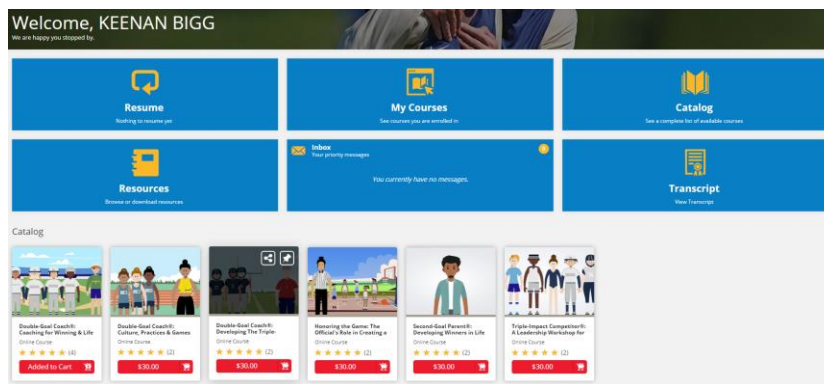 Welcome, KEENAN BIGG
We are happy you stopped by.
Resume
Nothing to resume yet
My Courses
See courses you are enrolled in
Catalog
See a complete list of available courses
Resources
Browse or download resources
Inbox
Your priority messages
0
You currently have no messages.
Transcript
View Transcript
Catalog
Double-Goal Coach®:
Coaching for Winning & Life
Online Course
(4)
Added to Cart
Double-Goal Coach®:
Culture, Practices & Games
Online Course
(2)
$30.00
Double-Goal Coach®:
Developing The Triple-
Online Course
(2)
$30.00
Honoring the Game: The
Official's Role in Creating a
Online Course
(2)
$30.00
Second-Goal Parent®:
Developing Winners in Life
Online Course
(2)
$30.00
Triple-Impact Competitor®:
A Leadership Workshop for
Online Course
(2)
$30.00